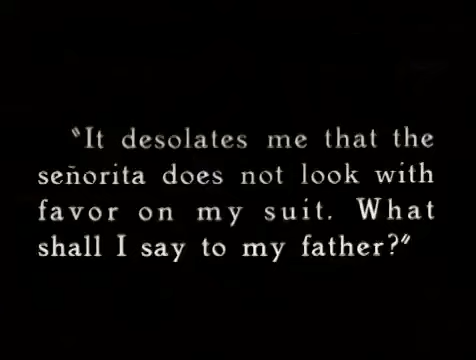 "It desolates me that the
señorita does not look with
favor on my suit. What
shall I say to my father?"